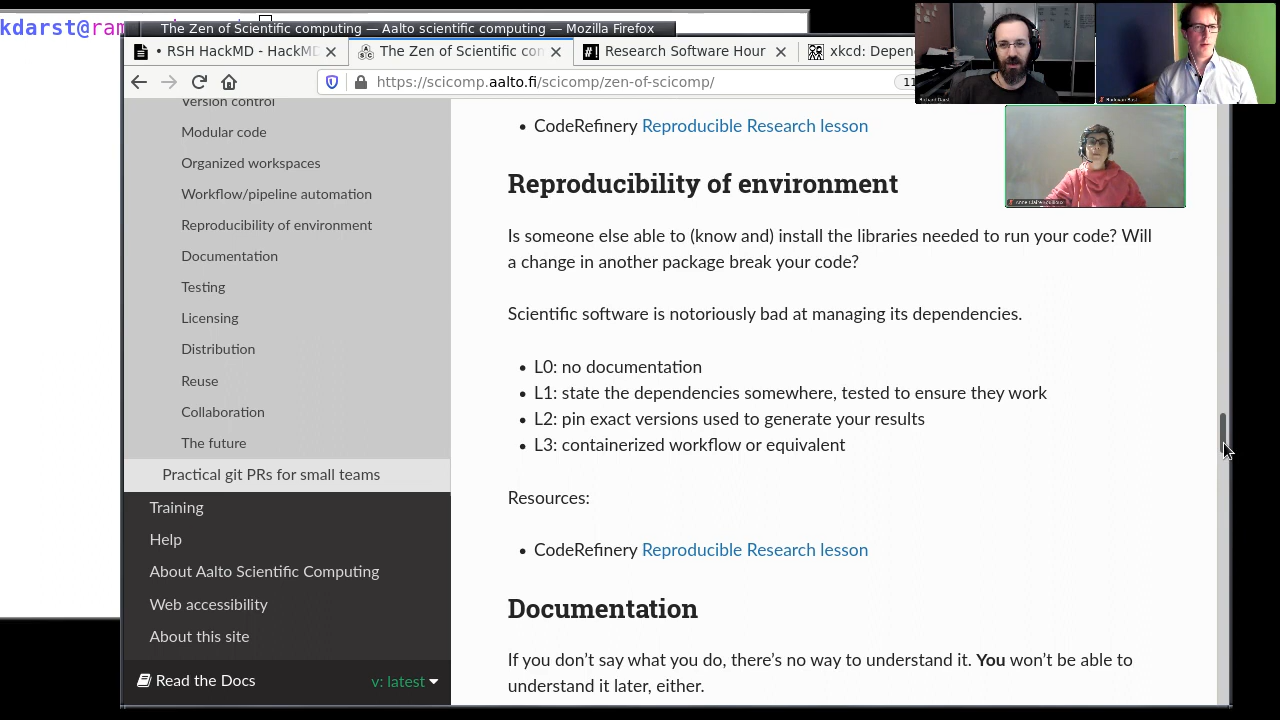 kdarst@ram
The Zen of Scientific computing — Aalto scientific computing — Mozilla Firefox
• RSH HackMD - HackMD
The Zen of Scientific con
Research Software Hour
xkcd: Depen
https://scicomp.aalto.fi/scicomp/zen-of-scicomp/
11
Version control
Modular code
Organized workspaces
Workflow/pipeline automation
Reproducibility of environment
Documentation
Testing
Licensing
Distribution
Reuse
Collaboration
The future
Practical git PRs for small teams
Training
Help
About Aalto Scientific Computing
Web accessibility
About this site
Read the Docs
v: latest
CodeRefinery Reproducible Research lesson
Reproducibility of environment
Is someone else able to (know and) install the libraries needed to run your code? Will
a change in another package break your code?
Scientific software is notoriously bad at managing its dependencies.
• L0: no documentation
• L1: state the dependencies somewhere, tested to ensure they work
• L2: pin exact versions used to generate your results
• L3: containerized workflow or equivalent
Resources:
• CodeRefinery Reproducible Research lesson
Documentation
If you don't say what you do, there's no way to understand it. You won't be able to
understand it later, either.
Richard Darst